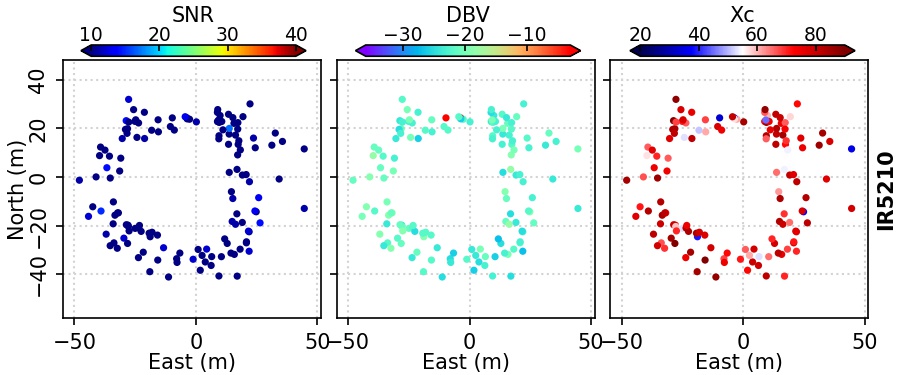 SNR DBV Xc
10 20 30 40 −30 −20 −10 20 40 60 80
40
20
0
−20
−40
North (m)
IR5210
−50 0 50 −50 0 50 −50 0 50
East (m) East (m) East (m)